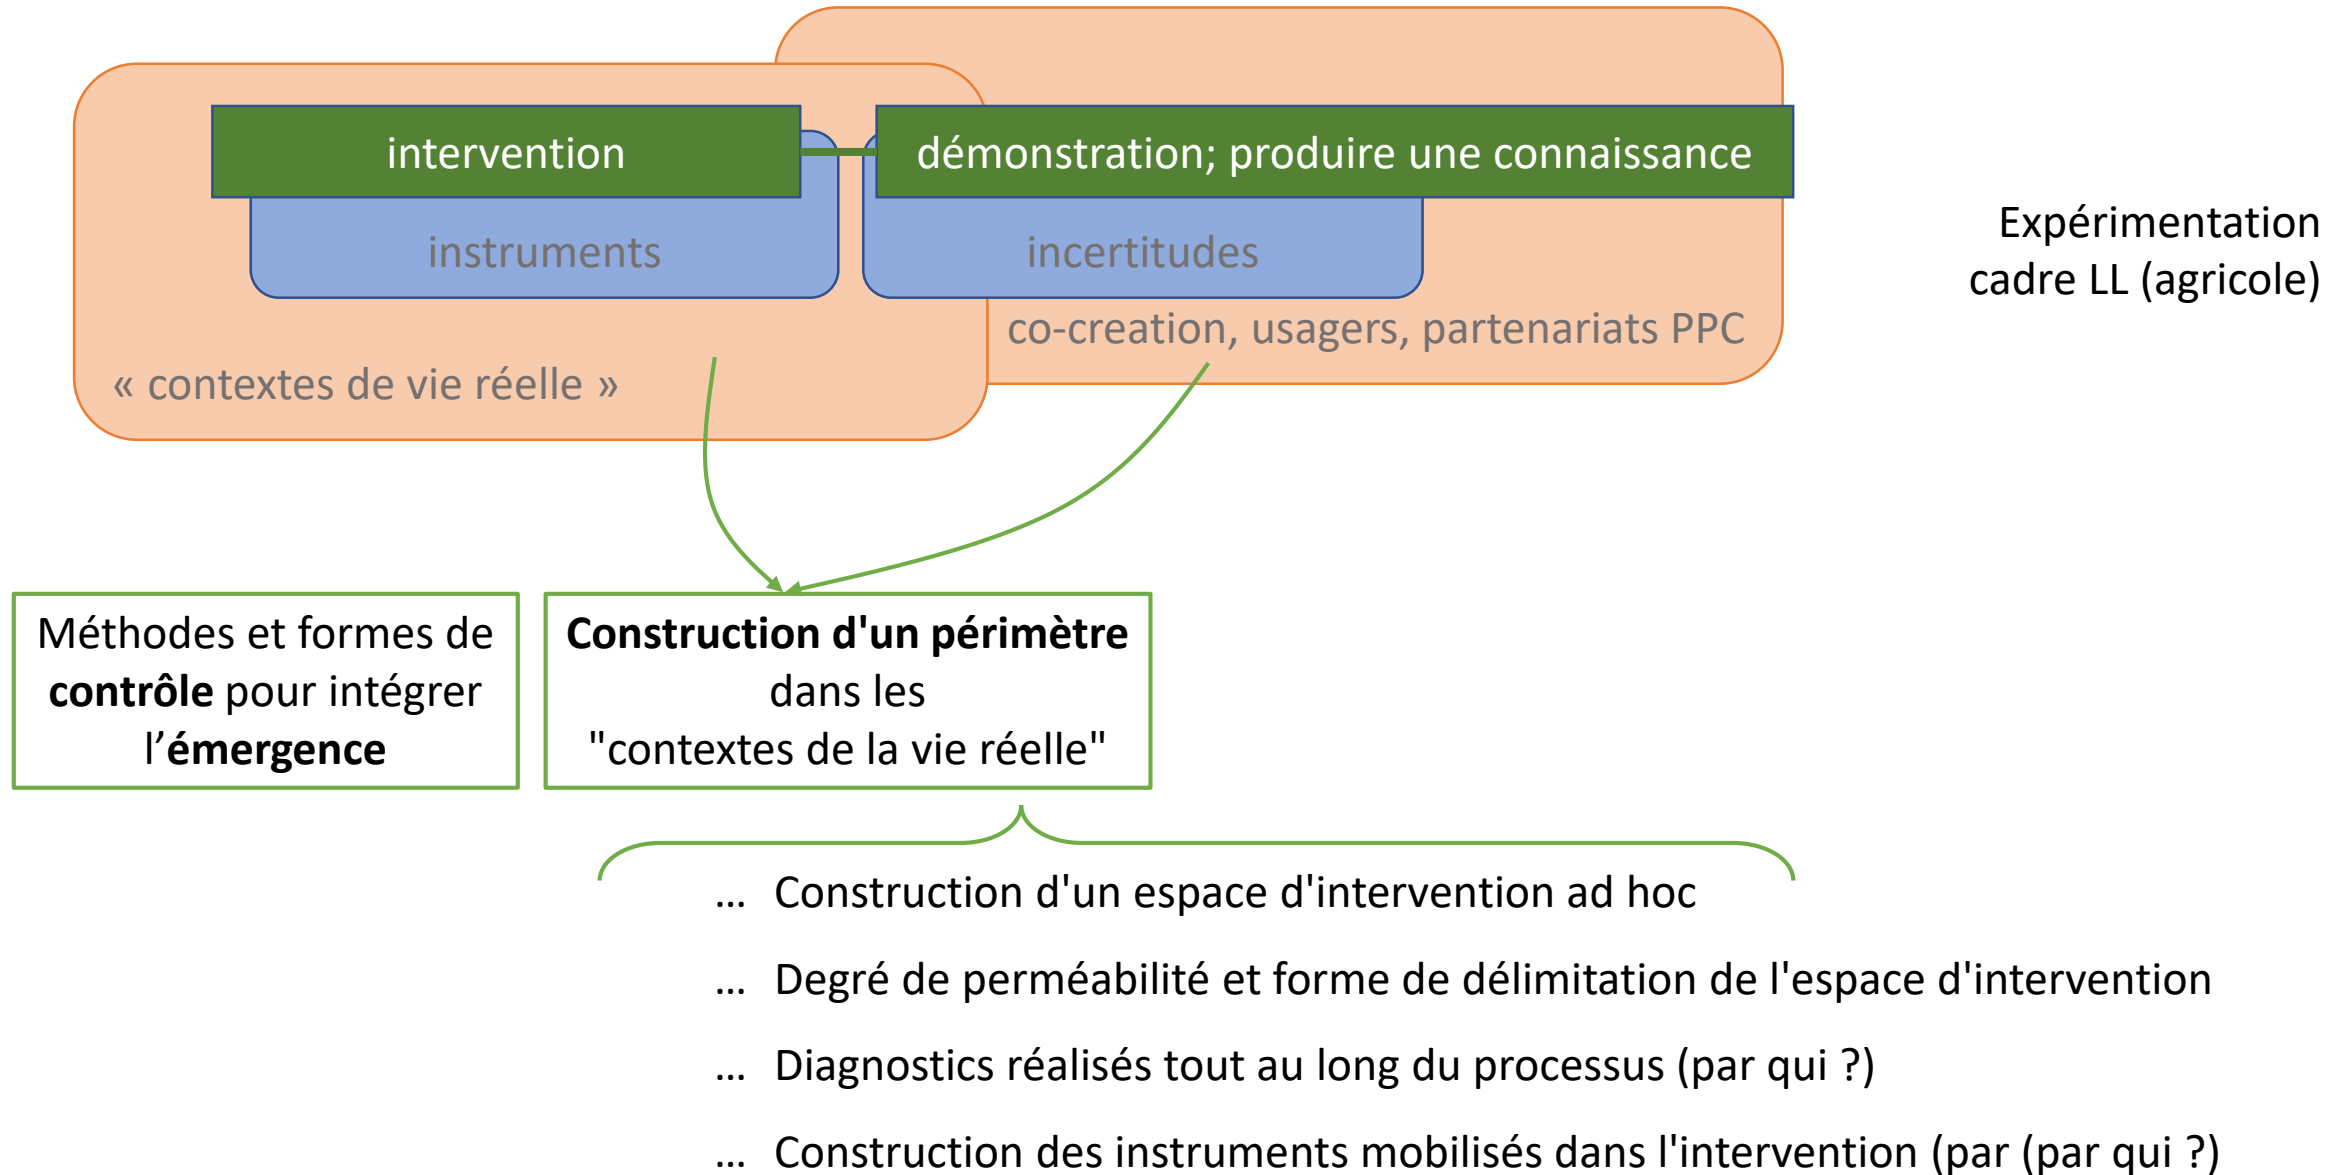 intervention
démonstration; produire une connaissance
instruments
incertitudes
Expérimentation
cadre LL (agricole)
co-creation, usagers, partenariats PPC
« contextes de vie réelle »
Méthodes et formes de
contrôle pour intégrer
l’émergence
Construction d'un périmètre
dans les
"contextes de la vie réelle"
... Construction d'un espace d'intervention ad hoc
... Degré de perméabilité et forme de délimitation de l'espace d'intervention
... Diagnostics réalisés tout au long du processus (par qui ?)
... Construction des instruments mobilisés dans l'intervention (par (par qui ?)